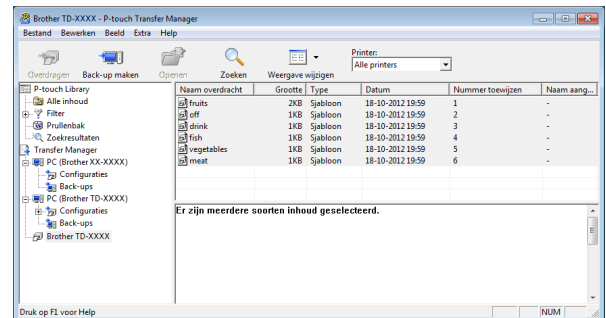 Brother TD-XXXX - P-touch Transfer Manager
Bestand Bewerken Beeld Extra Help
Printer:
Alle printers
Overdragen Back-up maken Openen Zoeken Weergave wijzigen
P-touch Library
Alle inhoud
Filter
Prullenbak
Zoekresultaten
Transfer Manager
PC (Brother XX-XXXX)
Configuraties
Back-ups
PC (Brother TD-XXXX)
Configuraties
Back-ups
Brother TD-XXXX
Naam overdracht Grootte Type Datum Nummer toewijzen Naam aang...
fruits 2KB Sjabloon 18-10-2012 19:59 1 -
off 1KB Sjabloon 18-10-2012 19:59 2 -
drink 1KB Sjabloon 18-10-2012 19:59 3 -
fish 1KB Sjabloon 18-10-2012 19:59 4 -
vegetables 1KB Sjabloon 18-10-2012 19:59 5 -
meat 1KB Sjabloon 18-10-2012 19:59 6 -
Er zijn meerdere soorten inhoud geselecteerd.
Druk op F1 voor Help NUM